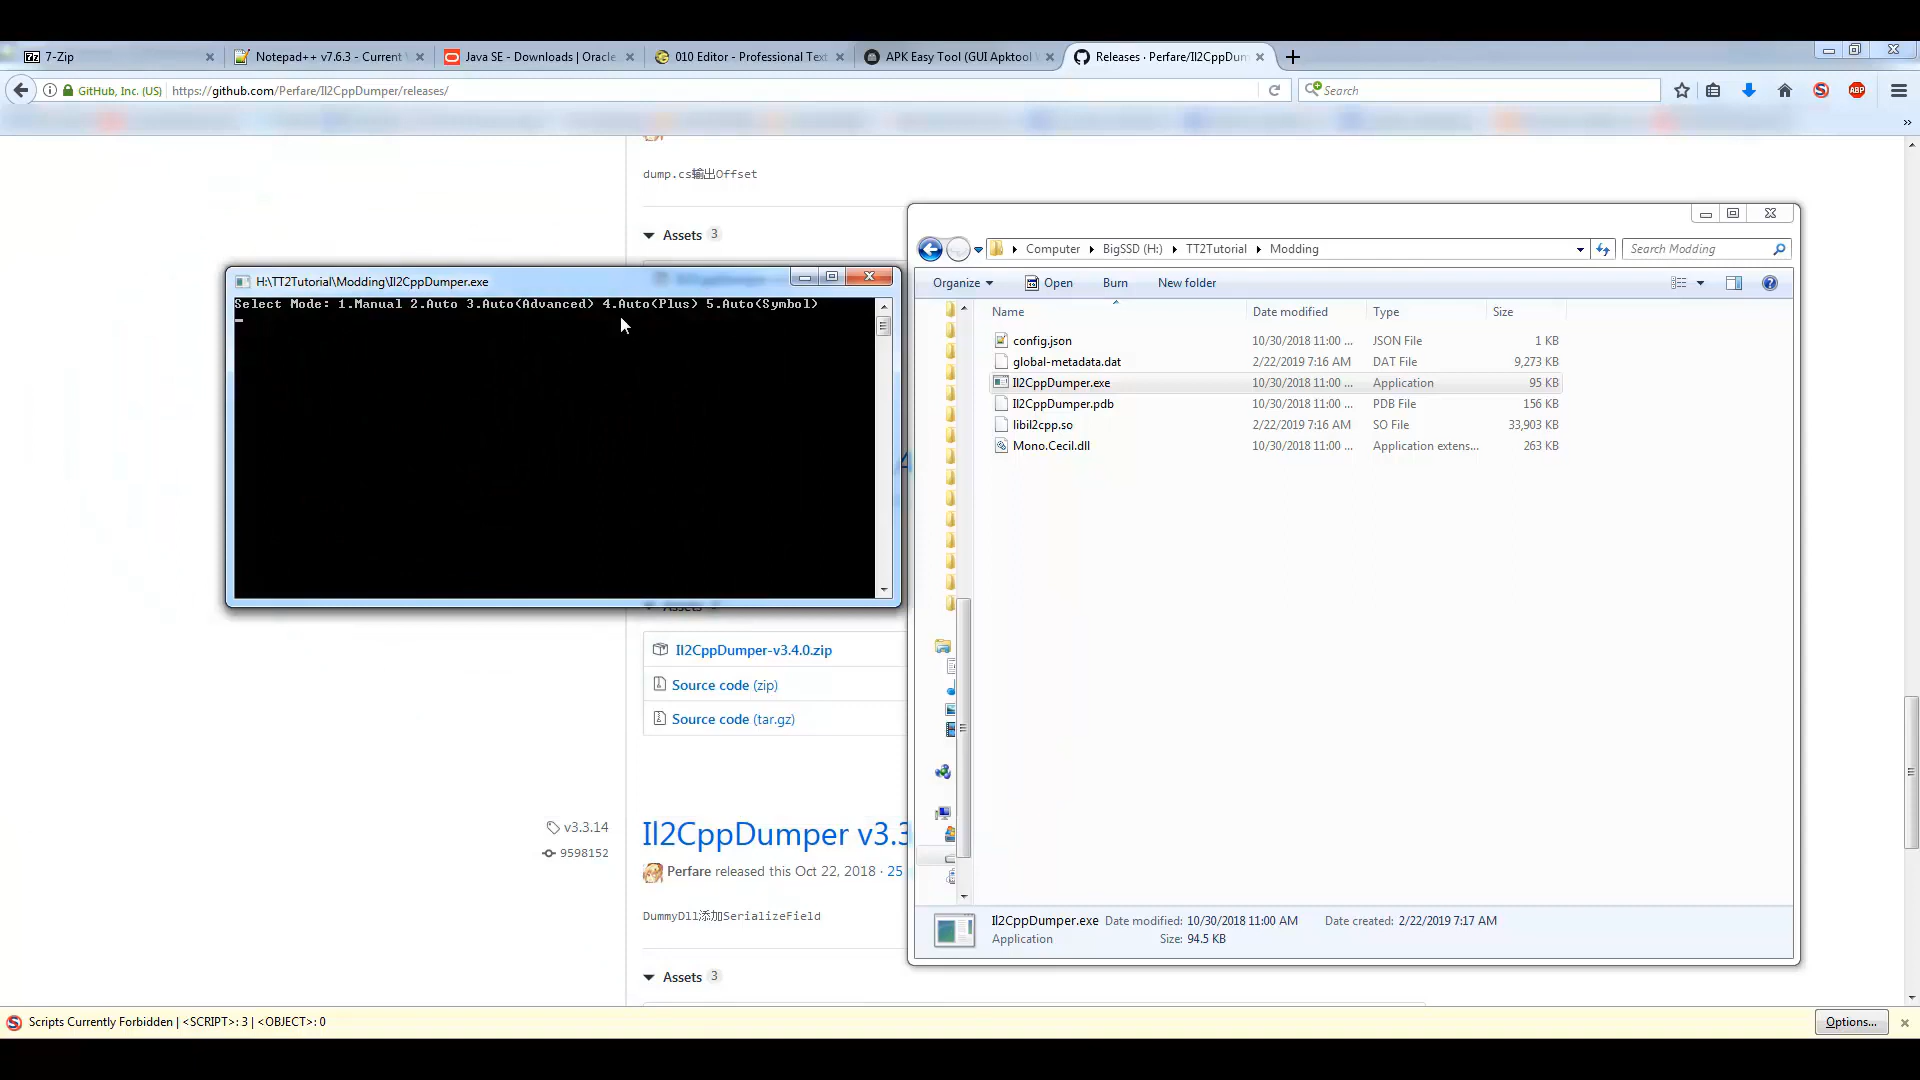 7-Zip
Notepad++ v7.6.3 - Current
Java SE - Downloads | Oracle
010 Editor - Professional Text
APK Easy Tool (GUI Apktool
Releases · Perfare/Il2CppDum
GitHub, Inc. (US)
https://github.com/Perfare/Il2CppDumper/releases/
Search
ABP
dump.cs输出Offset
Assets 3
H:\TT2Tutorial\Modding\Il2CppDumper.exe
Select Mode: 1.Manual 2.Auto 3.Auto(Advanced) 4.Auto(Plus) 5.Auto(Symbol)
Computer
BigSSD (H:)
TT2Tutorial
Modding
Search Modding
Organize
Open
Burn
New folder
Name Date modified Type Size
config.json 10/30/2018 11:00 ... JSON File 1 KB
global-metadata.dat 2/22/2019 7:16 AM DAT File 9,273 KB
Il2CppDumper.exe 10/30/2018 11:00 ... Application 95 KB
Il2CppDumper.pdb 10/30/2018 11:00 ... PDB File 156 KB
libil2cpp.so 2/22/2019 7:16 AM SO File 33,903 KB
Mono.Cecil.dll 10/30/2018 11:00 ... Application extens... 263 KB
Il2CppDumper.exe Date modified: 10/30/2018 11:00 AM Date created: 2/22/2019 7:17 AM
Application Size: 94.5 KB
Il2CppDumper-v3.4.0.zip
Source code (zip)
Source code (tar.gz)
v3.3.14
9598152
Il2CppDumper v3.3
Perfare released this Oct 22, 2018 · 25
DummyDll添加SerializeField
Assets 3
Scripts Currently Forbidden | <SCRIPT>: 3 | <OBJECT>: 0
Options...